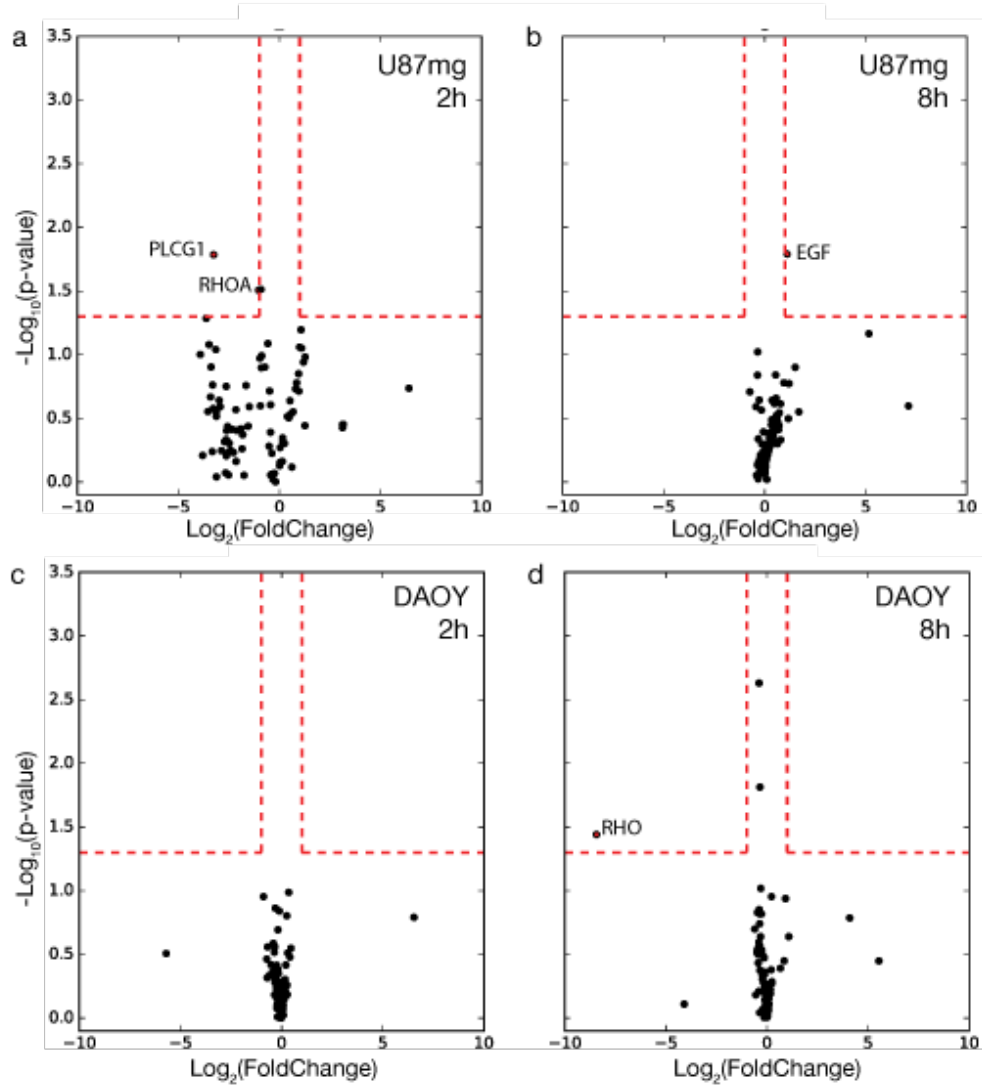 a
b
3.5
3.0
2.5
2.0
1.5
1.0
0.5
0.0
-Log10(p-value)
U87mg
2h
PLCG1
RHOA
−10
−5
0
5
10
Log2(FoldChange)
U87mg
8h
EGF
−10
−5
0
5
10
Log2(FoldChange)
c
d
3.5
3.0
2.5
2.0
1.5
1.0
0.5
0.0
-Log10(p-value)
DAOY
2h
−10
−5
0
5
10
Log2(FoldChange)
DAOY
8h
RHO
−10
−5
0
5
10
Log2(FoldChange)